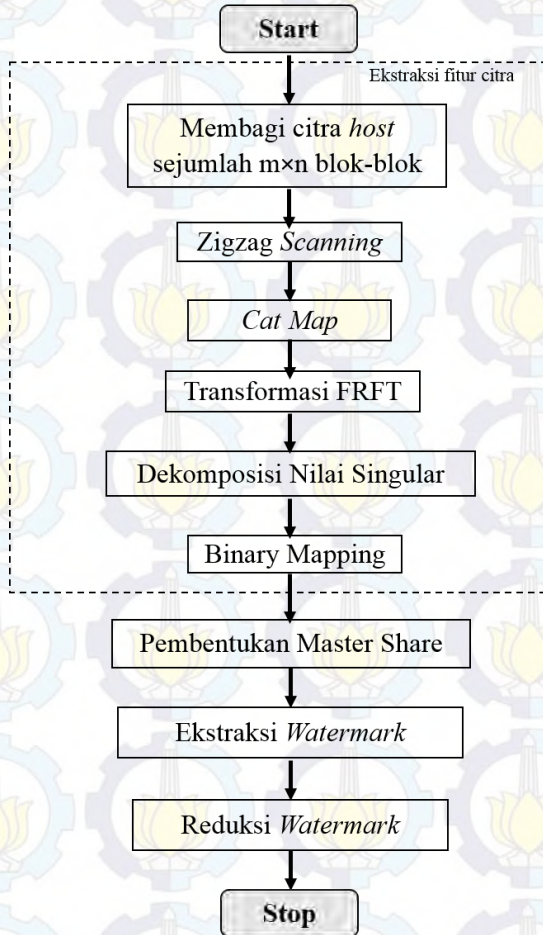 Start
Ekstraksi fitur citra
Membagi citra host
sejumlah m×n blok-blok
Zigzag Scanning
Cat Map
Transformasi FRFT
Dekomposisi Nilai Singular
Binary Mapping
Pembentukan Master Share
Ekstraksi Watermark
Reduksi Watermark
Stop